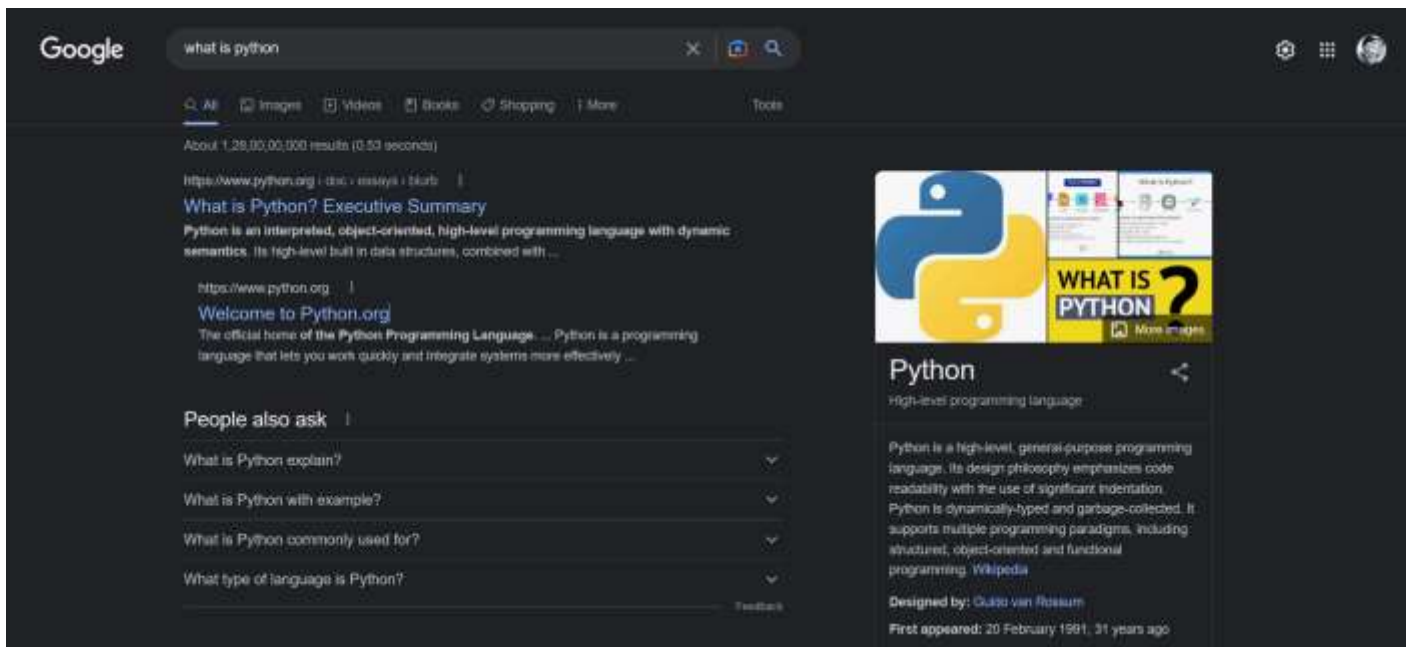 Google
what is python
All Images Videos Books Shopping More Tools
About 1,28,00,00,000 results (0.53 seconds)
https://www.python.org › doc › essays › blurb
What is Python? Executive Summary
Python is an interpreted, object-oriented, high-level programming language with dynamic
semantics. Its high-level built in data structures, combined with ...
https://www.python.org
Welcome to Python.org
The official home of the Python Programming Language. ... Python is a programming
language that lets you work quickly and integrate systems more effectively ...
People also ask
What is Python explain?
What is Python with example?
What is Python commonly used for?
What type of language is Python?
Feedback
What is Python?
WHAT IS
PYTHON ?
More images
Python
High-level programming language
Python is a high-level, general-purpose programming
language. Its design philosophy emphasizes code
readability with the use of significant indentation.
Python is dynamically-typed and garbage-collected. It
supports multiple programming paradigms, including
structured, object-oriented and functional
programming. Wikipedia
Designed by: Guido van Rossum
First appeared: 20 February 1991, 31 years ago